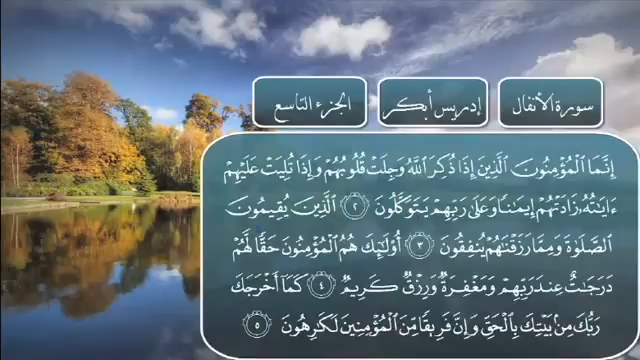 سورة الأنفال
إدريس أبكر
الجزء التاسع
إِنَّمَا الْمُؤْمِنُونَ الَّذِينَ إِذَا ذُكِرَ اللَّهُ وَجِلَتْ قُلُوبُهُمْ وَإِذَا تُلِيَتْ عَلَيْهِمْ
ءَايَٰتُهُۥ زَادَتْهُمْ إِيمَٰنًا وَعَلَىٰ رَبِّهِمْ يَتَوَكَّلُونَ ٢ الَّذِينَ يُقِيمُونَ
الصَّلَوٰةَ وَمِمَّا رَزَقْنَٰهُمْ يُنفِقُونَ ٣ أُولَٰئِكَ هُمُ الْمُؤْمِنُونَ حَقًّا لَّهُمْ
دَرَجَٰتٌ عِندَ رَبِّهِمْ وَمَغْفِرَةٌ وَرِزْقٌ كَرِيمٌ ٤ كَمَا أَخْرَجَكَ
رَبُّكَ مِنۢ بَيْتِكَ بِالْحَقِّ وَإِنَّ فَرِيقًا مِّنَ الْمُؤْمِنِينَ لَكَٰرِهُونَ ٥